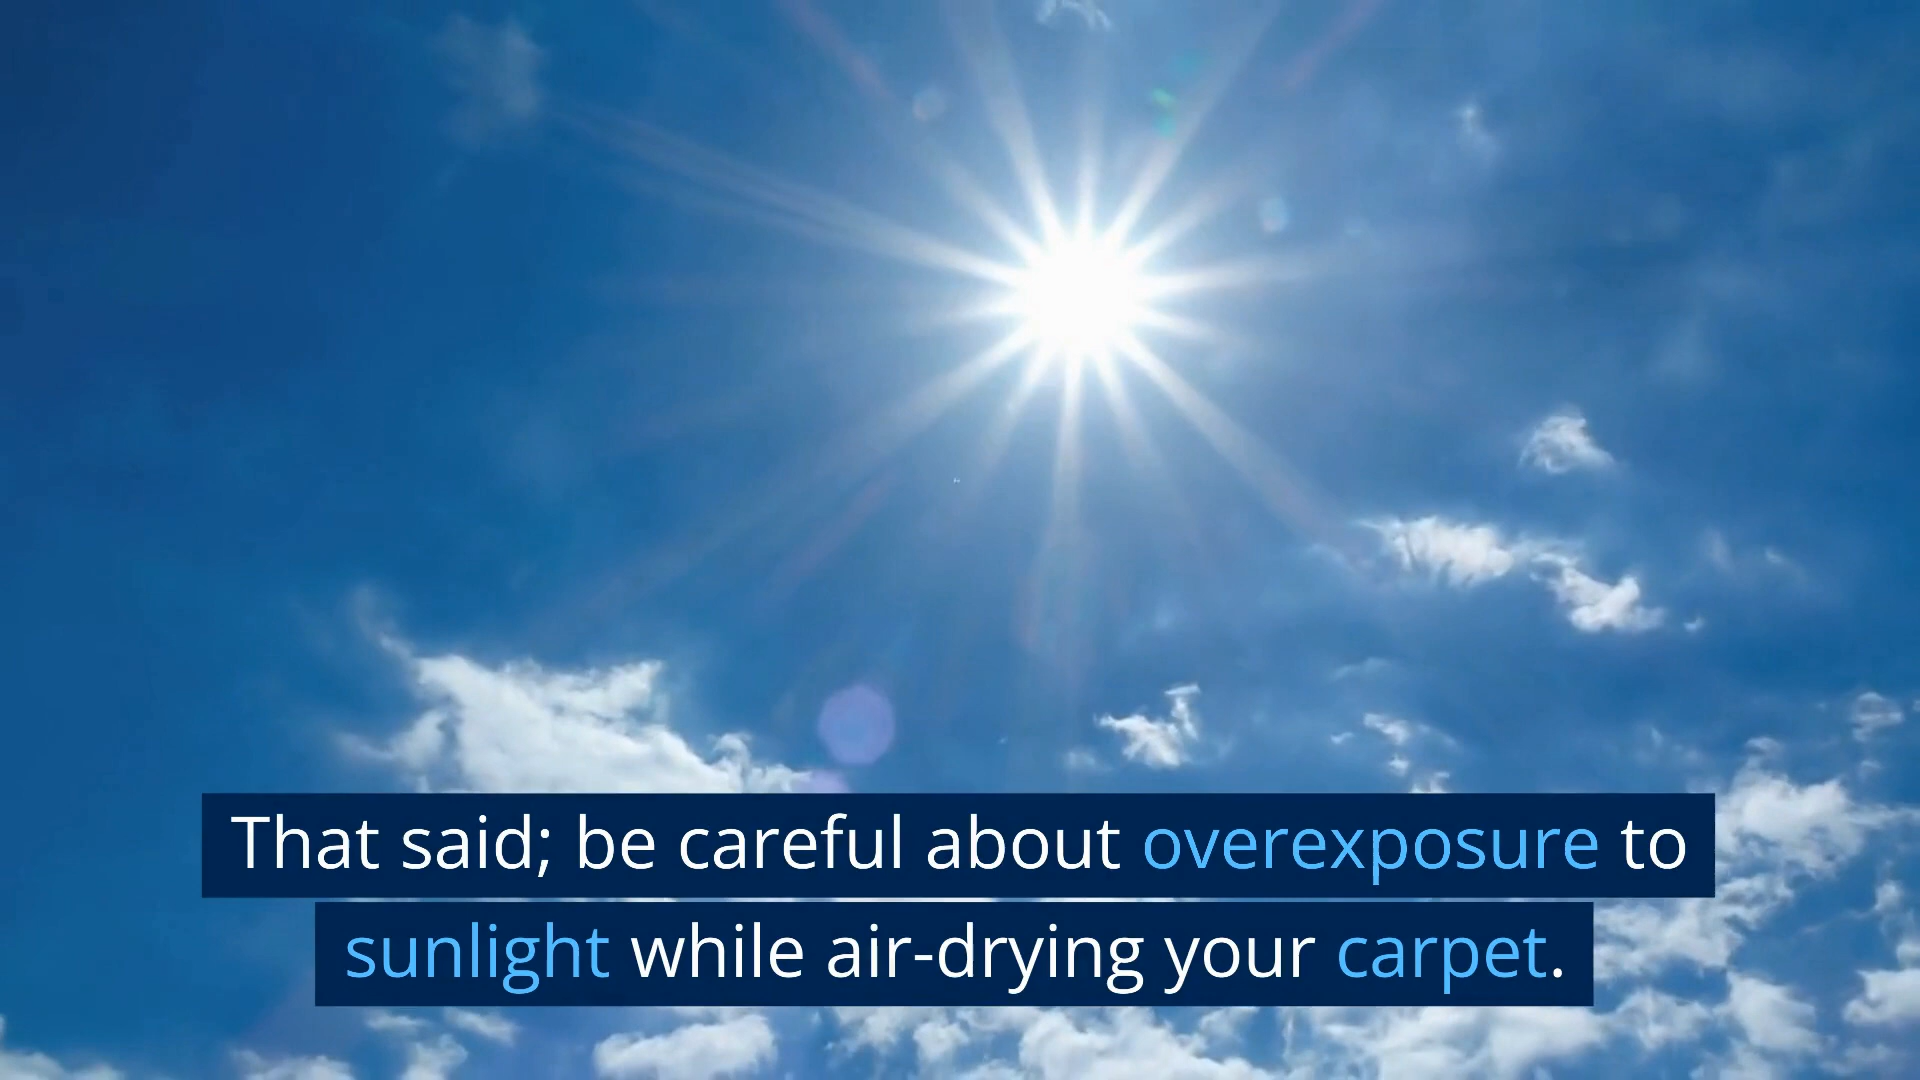 That said; be careful about overexposure to
sunlight while air-drying your carpet.